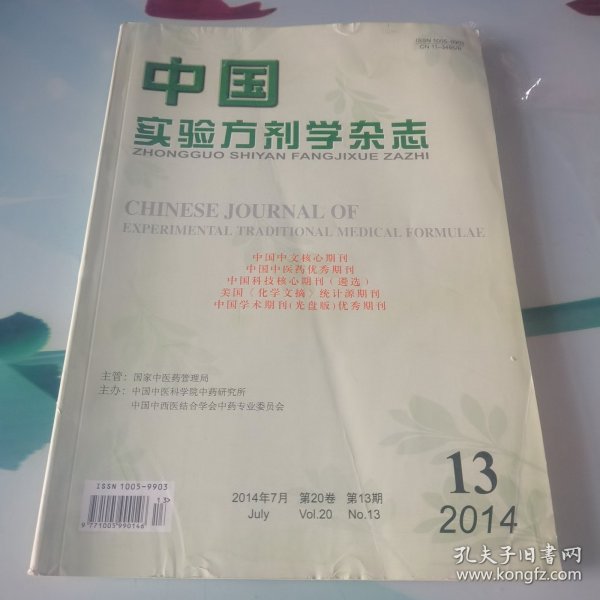 ISSN 1005-9903
CN 11-3495/R
中国
实验方剂学杂志
ZHONGGUO SHIYAN FANGJIXUE ZAZHI
CHINESE JOURNAL OF
EXPERIMENTAL TRADITIONAL MEDICAL FORMULAE
中国中文核心期刊
中国中医药优秀期刊
中国科技核心期刊(遴选)
美国《化学文摘》统计源期刊
中国学术期刊(光盘版)优秀期刊
主管：国家中医药管理局
主办：中国中医科学院中药研究所
中国中西医结合学会中药专业委员会
ISSN 1005-9903
13>
9 771005 990146
2014年7月 第20卷 第13期
July Vol.20 No.13
13
2014
孔夫子旧书网
www.kongfz.com